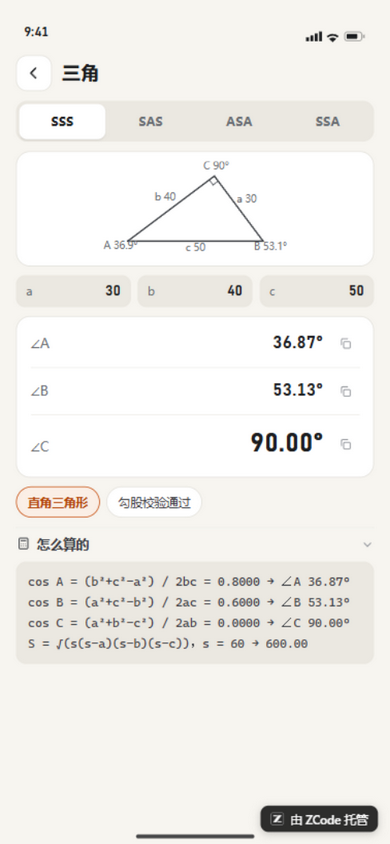 9:41
三角
SSS SAS ASA SSA
C 90°
b 40 a 30
A 36.9° c 50 B 53.1°
a 30 b 40 c 50
∠A 36.87°
∠B 53.13°
∠C 90.00°
直角三角形 勾股校验通过
怎么算的
cos A = (b²+c²-a²) / 2bc = 0.8000 → ∠A 36.87°
cos B = (a²+c²-b²) / 2ac = 0.6000 → ∠B 53.13°
cos C = (a²+b²-c²) / 2ab = 0.0000 → ∠C 90.00°
S = √(s(s-a)(s-b)(s-c)), s = 60 → 600.00
由 ZCode 托管